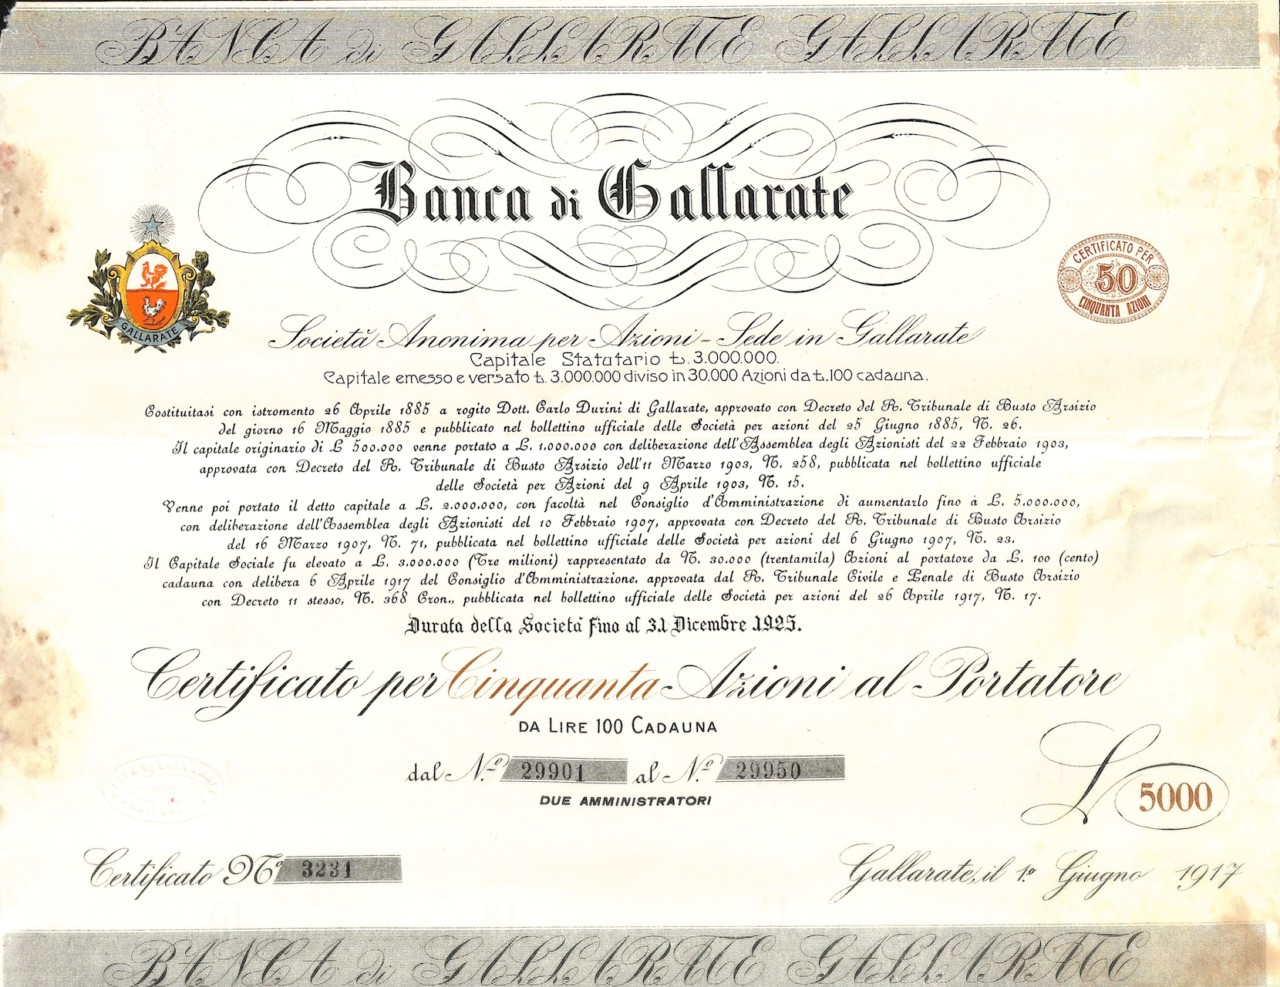 BANCA di GALLARATE GALLARATE
Banca di Gallarate
GALLARATE
CERTIFICATO PER
50
CINQUANTA AZIONI
Società Anonima per Azioni - Sede in Gallarate
Capitale Statutario L. 3.000.000.
Capitale emesso e versato L. 3.000.000 diviso in 30.000 Azioni da L. 100 cadauna.
Costituitasi con istromento 26 Aprile 1885 a rogito Dott. Carlo Durini di Gallarate, approvato con Decreto del R. Tribunale di Busto Arsizio
del giorno 16 Maggio 1885 e pubblicato nel bollettino ufficiale delle Società per azioni del 25 Giugno 1885, N. 26.
Il capitale originario di L. 500.000 venne portato a L. 1.000.000 con deliberazione dell'Assemblea degli Azionisti del 22 Febbraio 1903,
approvata con Decreto del R. Tribunale di Busto Arsizio dell'11 Marzo 1903, N. 258, pubblicata nel bollettino ufficiale
delle Società per Azioni del 9 Aprile 1903, N. 15.
Venne poi portato il detto capitale a L. 2.000.000, con facoltà nel Consiglio d'Amministrazione di aumentarlo fino a L. 5.000.000,
con deliberazione dell'Assemblea degli Azionisti del 10 Febbraio 1907, approvata con Decreto del R. Tribunale di Busto Arsizio
del 16 Marzo 1907, N. 71, pubblicata nel bollettino ufficiale delle Società per azioni del 6 Giugno 1907, N. 23.
Il Capitale Sociale fu elevato a L. 3.000.000 (Tre milioni) rappresentato da N. 30.000 (trentamila) Azioni al portatore da L. 100 (cento)
cadauna con delibera 6 Aprile 1917 del Consiglio d'Amministrazione. approvata dal R. Tribunale Civile e Penale di Busto Arsizio
con Decreto 11 stesso, N. 368 Cron., pubblicata nel bollettino ufficiale delle Società per azioni del 26 Aprile 1917, N. 17.
Durata della Società fino al 31 Dicembre 1925.
Certificato per Cinquanta Azioni al Portatore
DA LIRE 100 CADAUNA
dal N.º 29901 al N.º 29950
DUE AMMINISTRATORI
L. 5000
Certificato Nº 3231
Gallarate, il 1º Giugno 1917
BANCA di GALLARATE GALLARATE